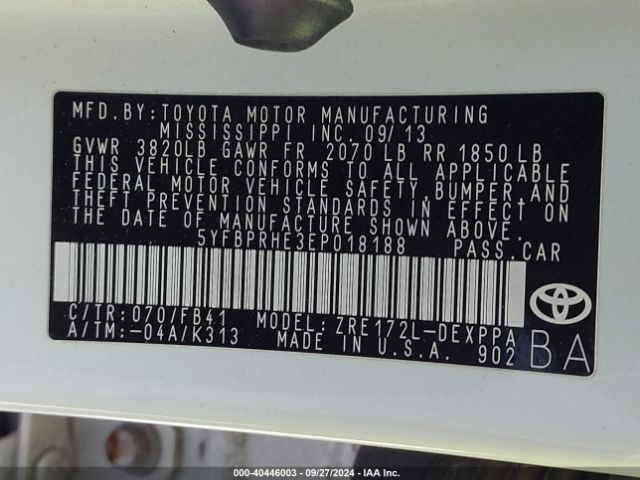 MFD. BY: TOYOTA MOTOR MANUFACTURING
MISSISSIPPI INC. 09/13
GVWR 3820LB GAWR FR 2070 LB RR 1850 LB
THIS VEHICLE CONFORMS TO ALL APPLICABLE
FEDERAL MOTOR VEHICLE SAFETY, BUMPER, AND
THEFT PREVENTION STANDARDS IN EFFECT ON
THE DATE OF MANUFACTURE SHOWN ABOVE.
5YFBPRHE3EP018188 PASS. CAR
C/TR: 070/FB41 MODEL: ZRE172L-DEXPPA
A/TM: -04A/K313 MADE IN U.S.A. 902
BA
000-40446003 - 09/27/2024 - IAA Inc.